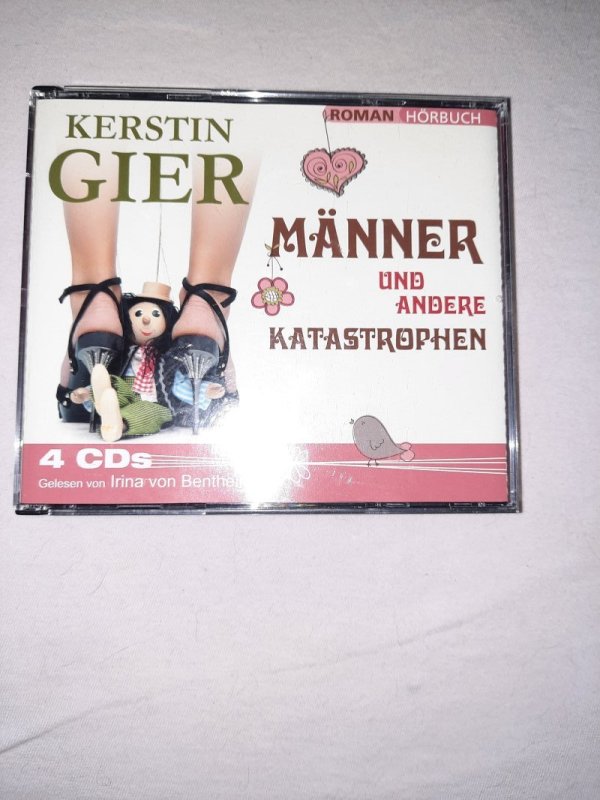 ROMAN HÖRBUCH
KERSTIN
GIER
MÄNNER
UND
ANDERE
KATASTROPHEN
4 CDs
Gelesen von Irina von